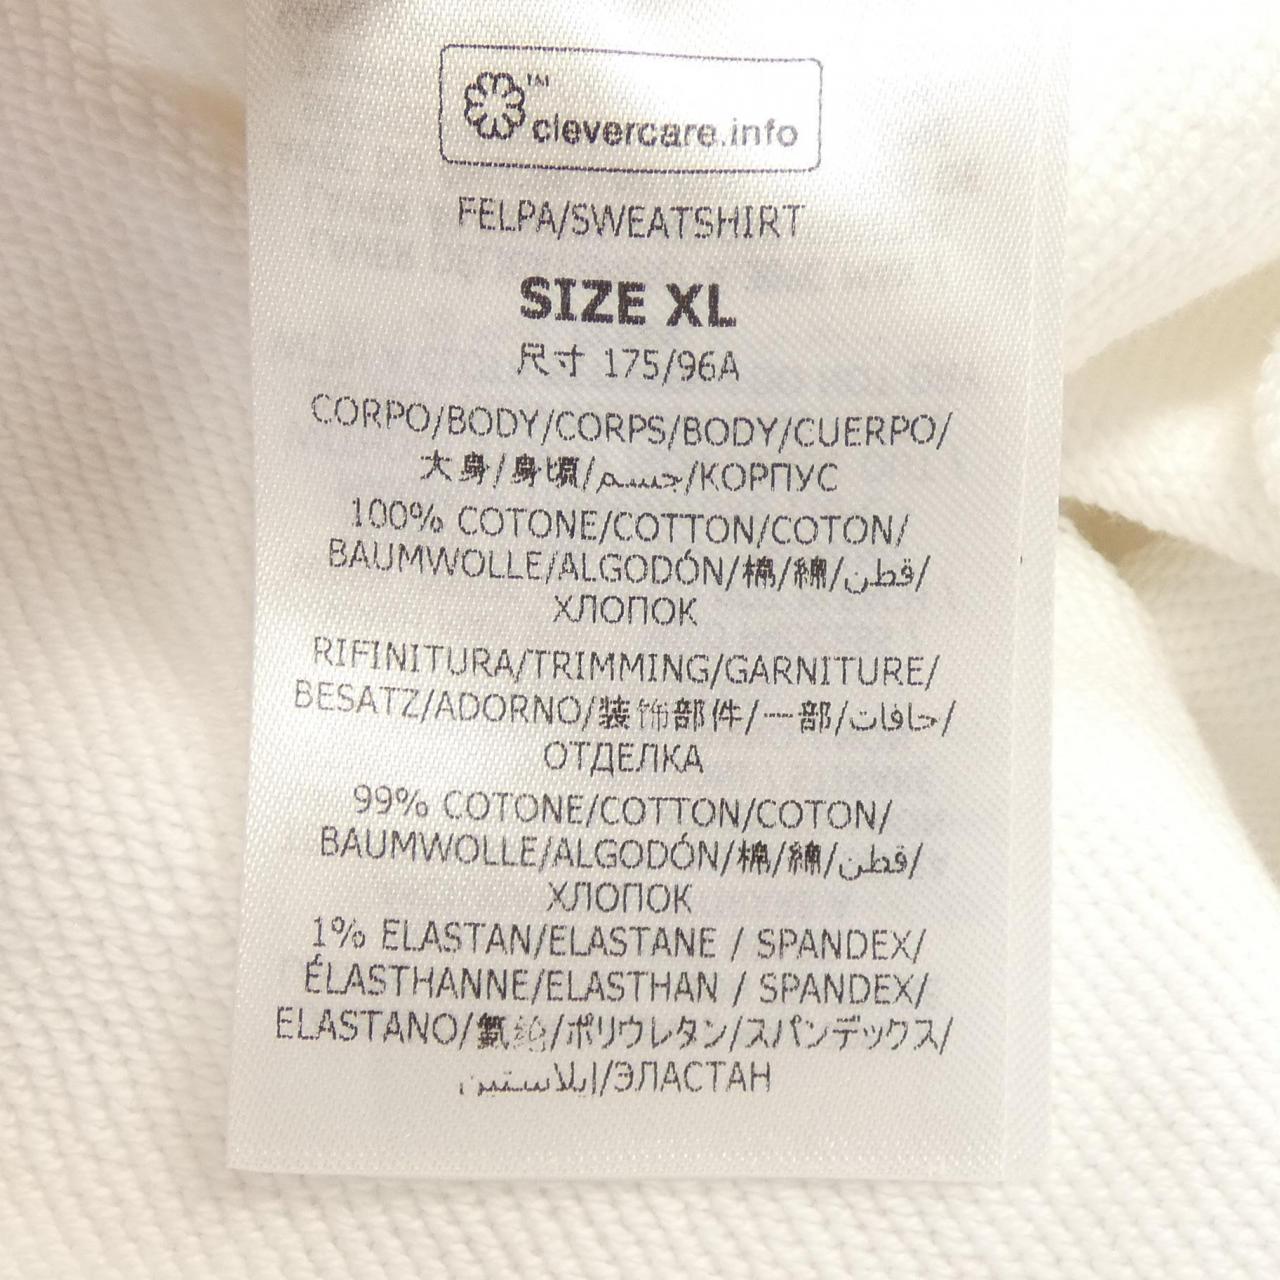 ™
clevercare.info
FELPA/SWEATSHIRT
SIZE XL
尺寸 175/96A
CORPO/BODY/CORPS/BODY/CUERPO/
大身/身頃/جسم/КОРПУС
100% COTONE/COTTON/COTON/
BAUMWOLLE/ALGODÓN/棉/綿/قطن/
ХЛОПОК
RIFINITURA/TRIMMING/GARNITURE/
BESATZ/ADORNO/装饰部件/一部/حافات/
ОТДЕЛКА
99% COTONE/COTTON/COTON/
BAUMWOLLE/ALGODÓN/棉/綿/قطن/
ХЛОПОК
1% ELASTAN/ELASTANE / SPANDEX/
ÉLASTHANNE/ELASTHAN / SPANDEX/
ELASTANO/氨纶/ポリウレタン/スパンデックス/
إيلاستين/ЭЛАСТАН